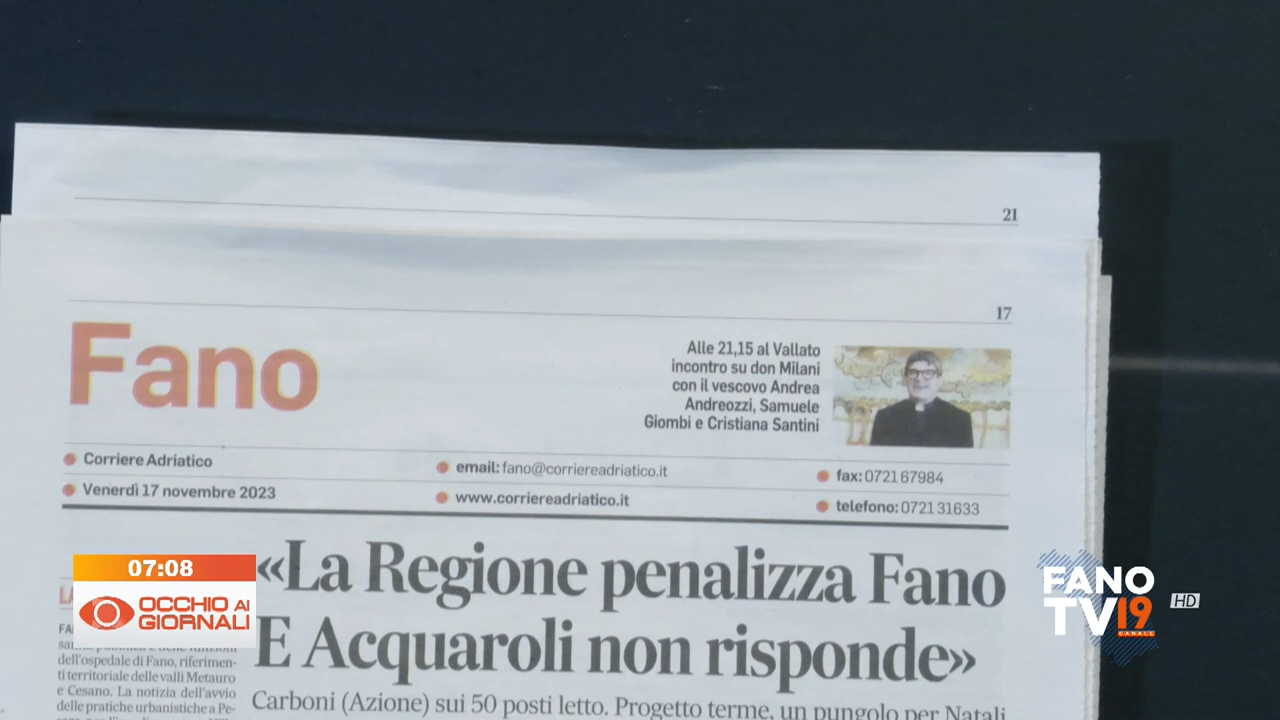 21
17
Fano
Alle 21,15 al Vallato
incontro su don Milani
con il vescovo Andrea
Andreozzi, Samuele
Giombi e Cristiana Santini
Corriere Adriatico
email: fano@corriereadriatico.it
fax: 0721 67984
Venerdì 17 novembre 2023
www.corriereadriatico.it
telefono: 0721 31633
«La Regione penalizza Fano
E Acquaroli non risponde»
Carboni (Azione) sui 50 posti letto. Progetto terme, un pungolo per Natali
dell'ospedale di Fano, riferimen-
ti territoriale delle valli Metauro
e Cesano. La notizia dell'avvio
delle pratiche urbanistiche a Pe-
07:08
OCCHIO AI
GIORNALI
FANO
TV19
CANALE
HD